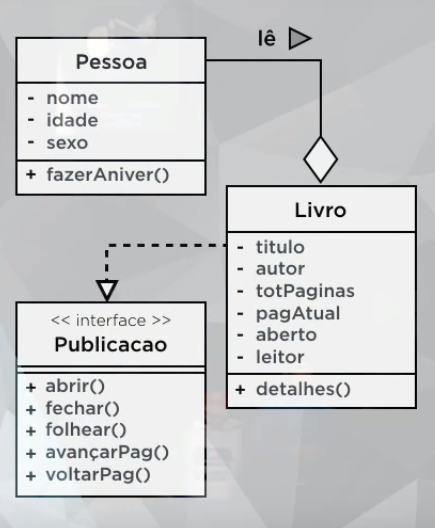 lê
Pessoa
- nome
- idade
- sexo
+ fazerAniver()
Livro
- titulo
- autor
- totPaginas
- pagAtual
- aberto
- leitor
+ detalhes()
<< interface >>
Publicacao
+ abrir()
+ fechar()
+ folhear()
+ avançarPag()
+ voltarPag()